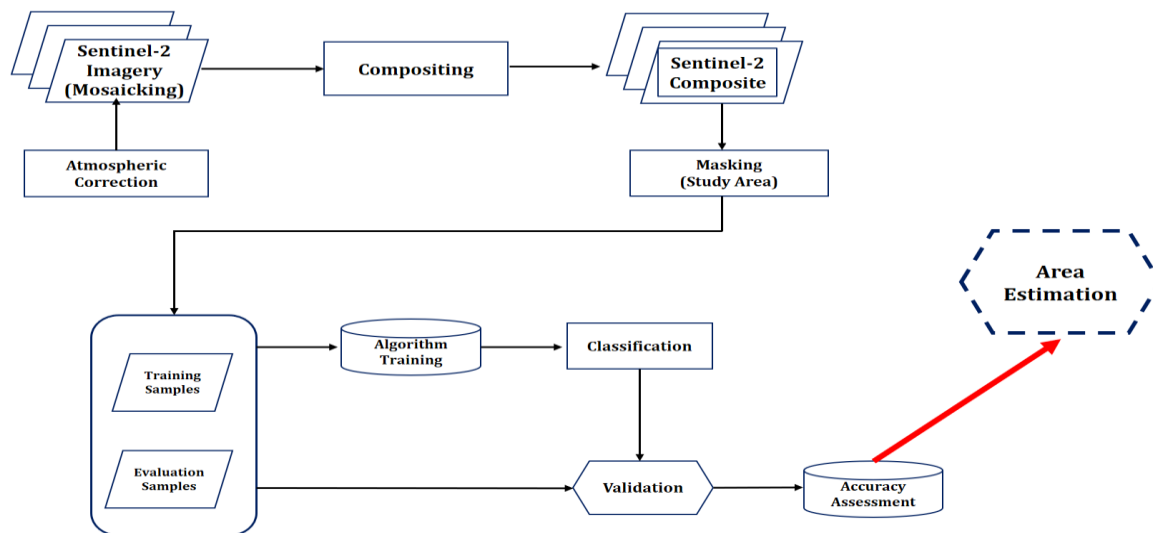 Sentinel-2
Imagery
(Mosaicking)
Compositing
Sentinel-2
Composite
Atmospheric
Correction
Masking
(Study Area)
Area
Estimation
Algorithm
Training
Classification
Training
Samples
Evaluation
Samples
Validation
Accuracy
Assessment